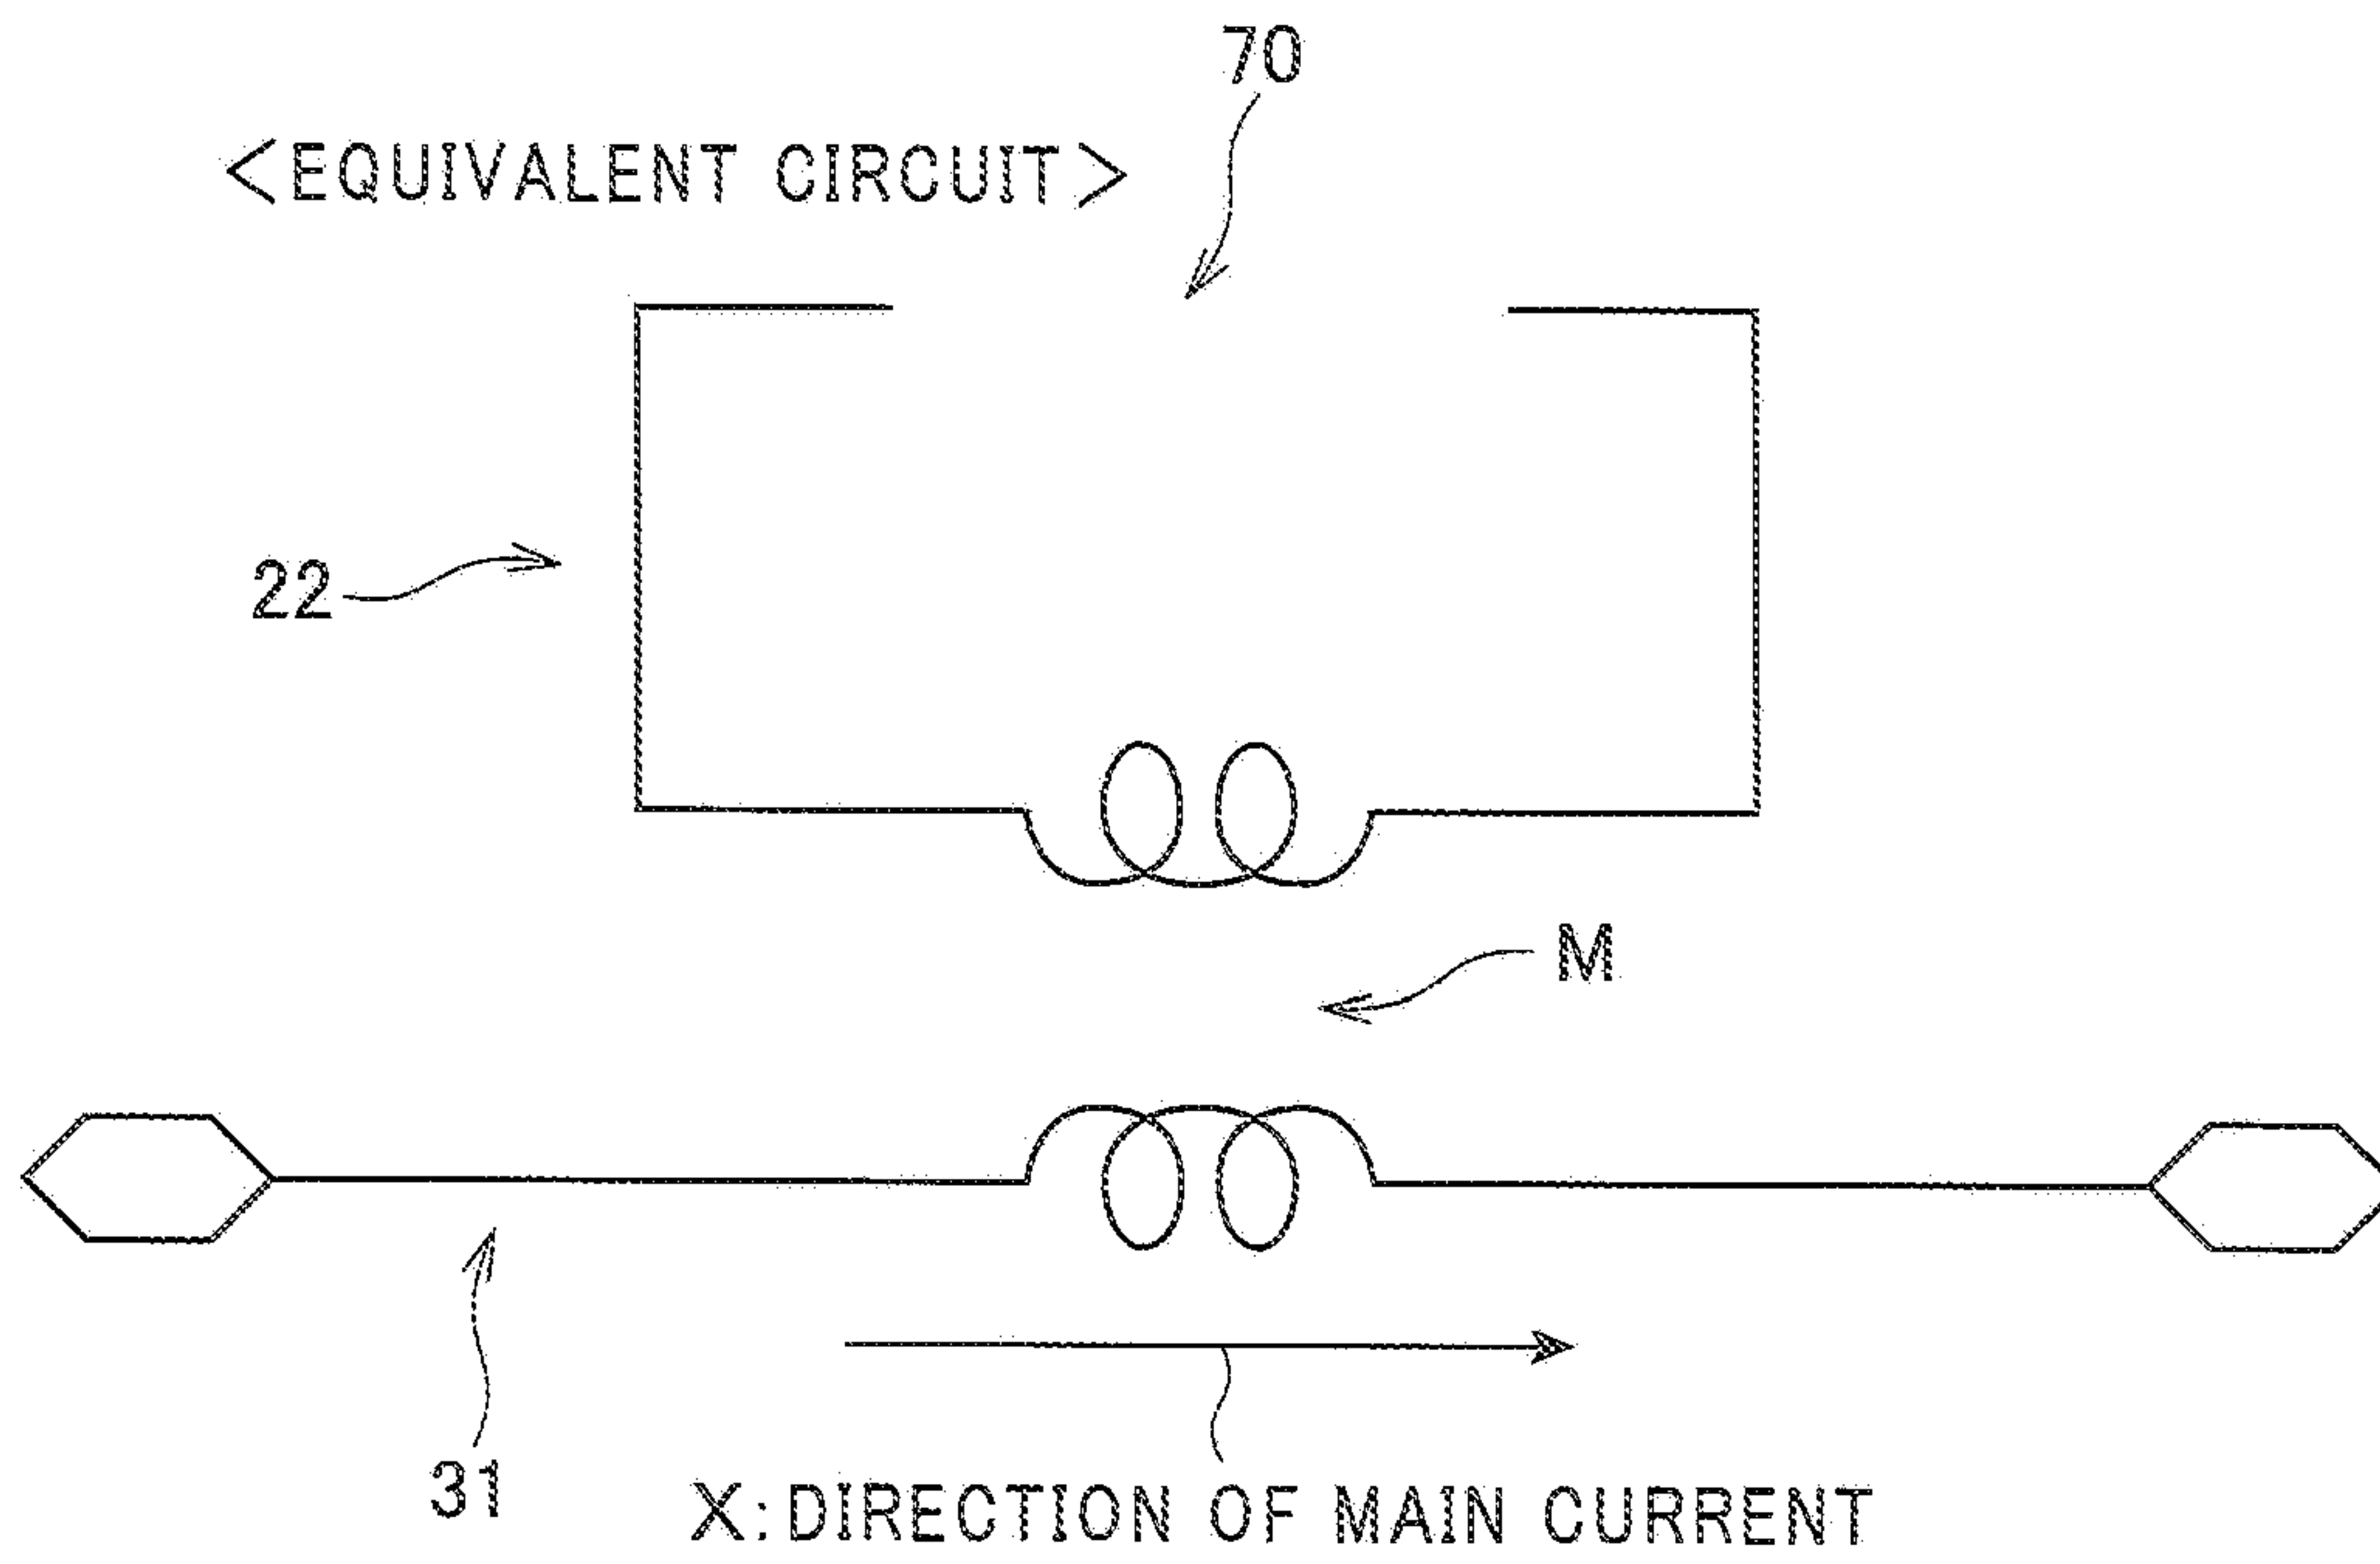 70
<EQUIVALENT CIRCUIT>
22
M
31
X:DIRECTION OF MAIN CURRENT